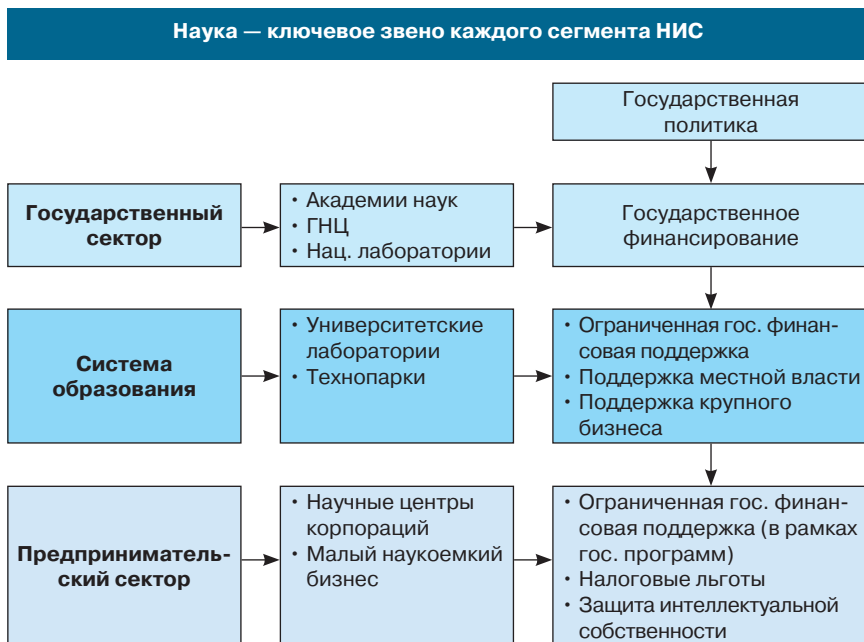 Наука — ключевое звено каждого сегмента НИС
Государственная
политика
Государственный
сектор
• Академии наук
• ГНЦ
• Нац. лаборатории
Государственное
финансирование
Система
образования
• Университетские
лаборатории
• Технопарки
• Ограниченная гос. финан-
совая поддержка
• Поддержка местной власти
• Поддержка крупного
бизнеса
Предприниматель-
ский сектор
• Научные центры
корпораций
• Малый наукоемкий
бизнес
• Ограниченная гос. финан-
совая поддержка (в рамках
гос. программ)
• Налоговые льготы
• Защита интеллектуальной
собственности